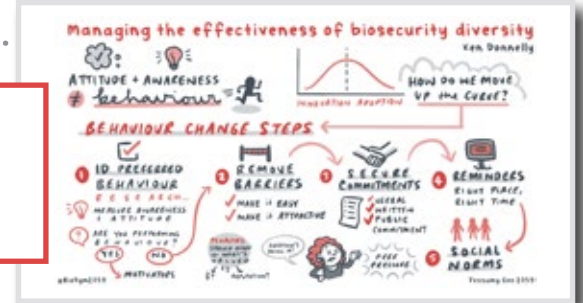 Managing the effectiveness of biosecurity diversity
Ken Donnelly
ATTITUDE + AWARENESS
≠ behaviour
INNOVATION ADOPTION
HOW DO WE MOVE
UP the CURVE?
BEHAVIOUR CHANGE STEPS
1 ID PREFERRED
BEHAVIOUR
RESEARCH...
MEASURE AWARENESS
& ATTITUDE
ARE YOU PERFORMING
BEHAVIOUR?
YES NO
MOTIVATORS
2 REMOVE
BARRIERS
MAKE IT EASY
MAKE IT ATTRACTIVE
3 SECURE
COMMITMENTS
VERBAL
WRITTEN
PUBLIC
COMMITMENT
PEER
PRESSURE
4 REMINDERS
RIGHT PLACE,
RIGHT TIME
5 SOCIAL
NORMS